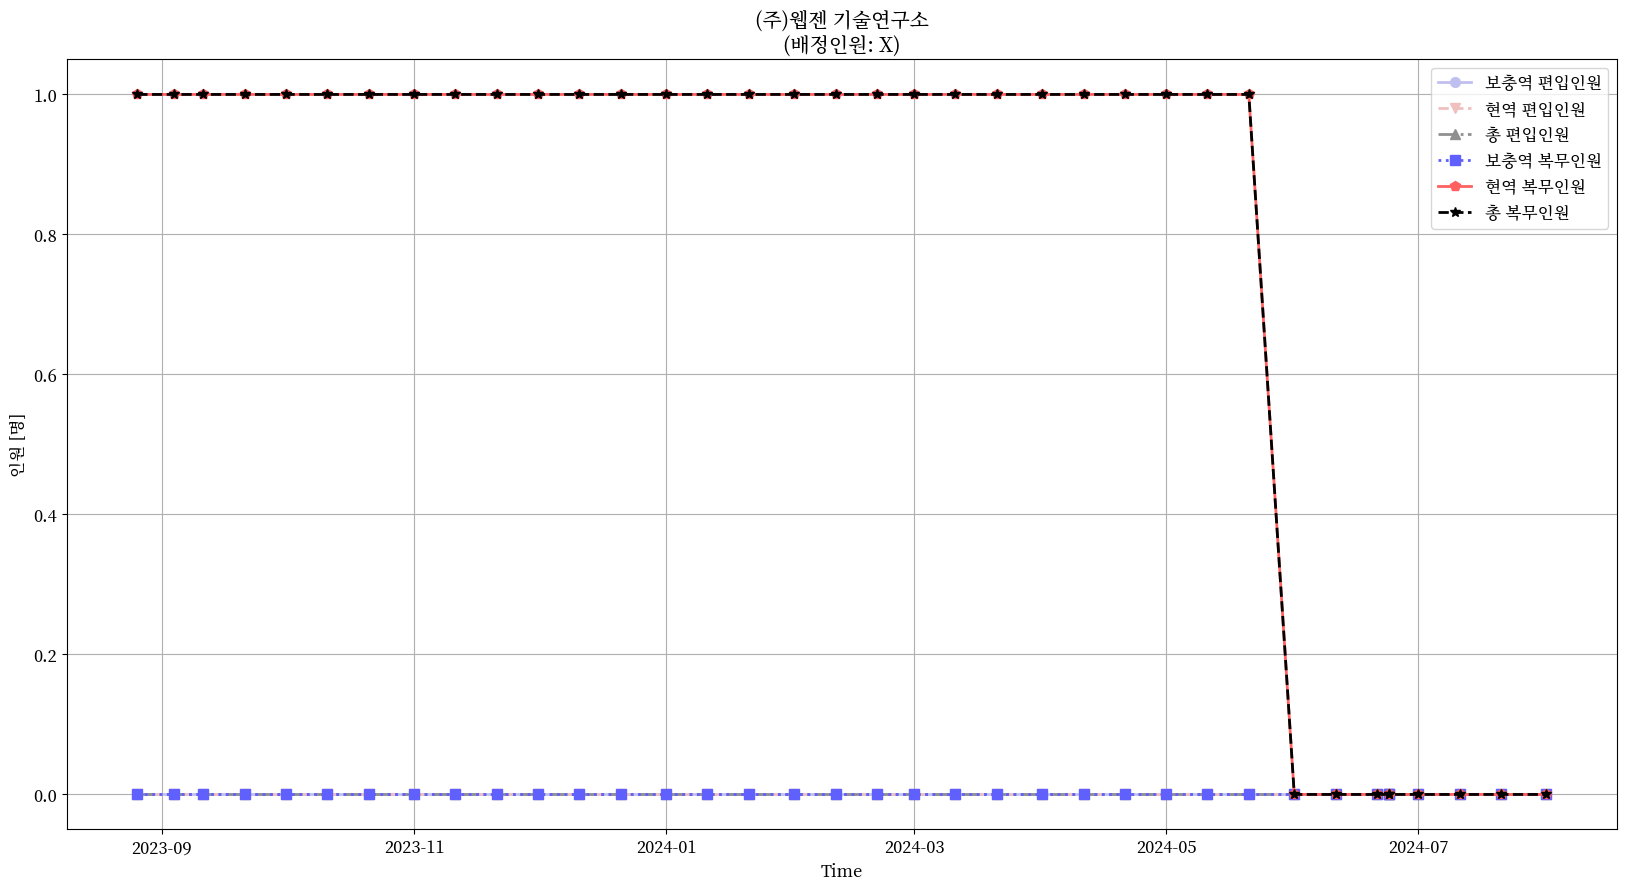 (주)웹젠 기술연구소
(배정인원: X)
보충역 편입인원
현역 편입인원
총 편입인원
보충역 복무인원
현역 복무인원
총 복무인원
인원 [명]
1.0
0.8
0.6
0.4
0.2
0.0
2023-09
2023-11
2024-01
2024-03
2024-05
2024-07
Time